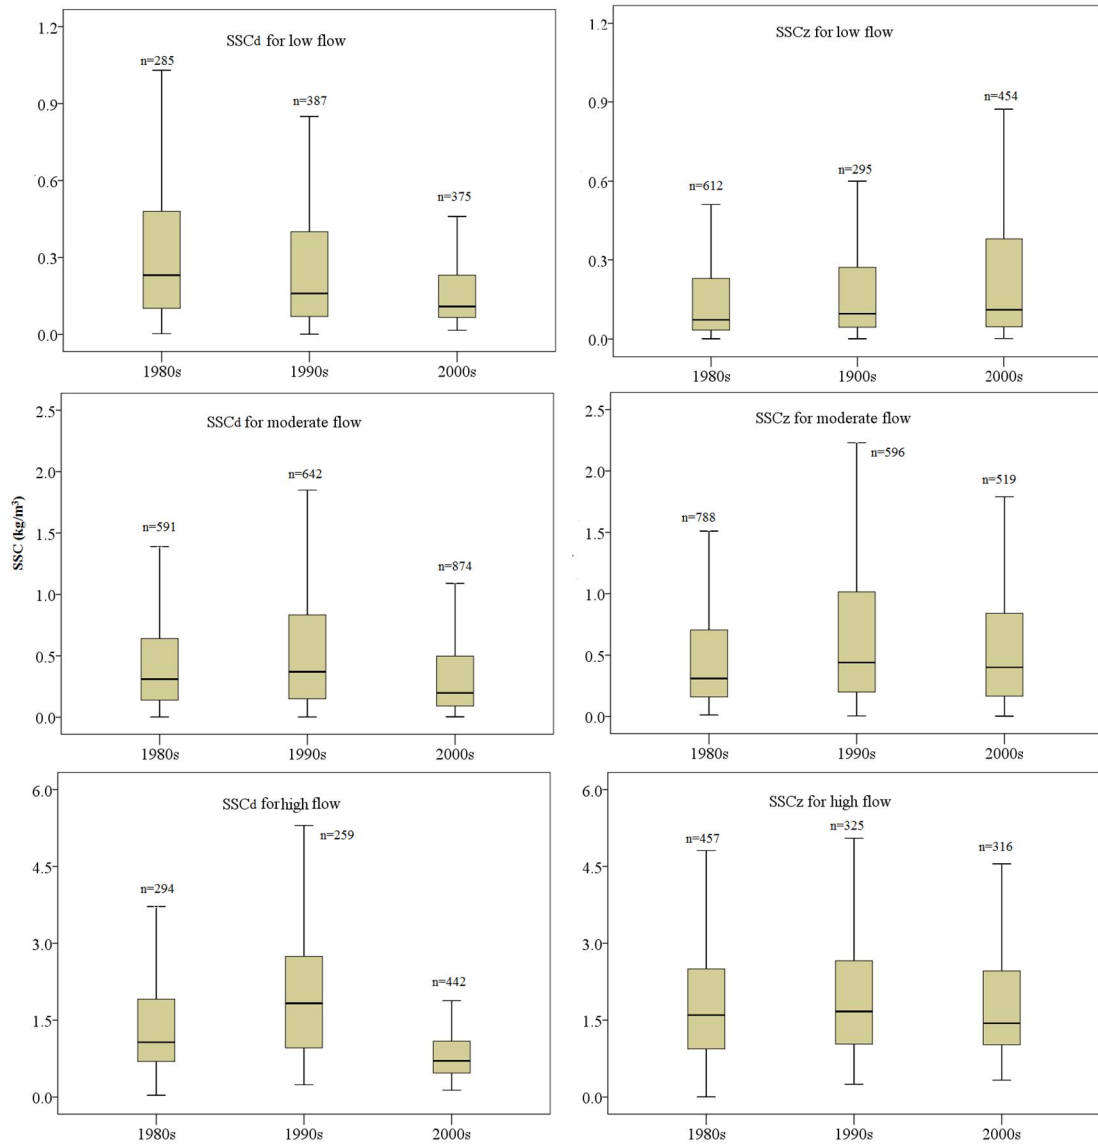 SSCd for low flow
1.2
0.9
0.6
0.3
0.0
n=285
n=387
n=375
1980s
1990s
2000s
SSCz for low flow
1.2
0.9
0.6
0.3
0.0
n=612
n=295
n=454
1980s
1900s
2000s
SSC (kg/m³)
SSCd for moderate flow
2.5
2.0
1.5
1.0
0.5
0.0
n=591
n=642
n=874
1980s
1990s
2000s
SSCz for moderate flow
2.5
2.0
1.5
1.0
0.5
0.0
n=788
n=596
n=519
1980s
1990s
2000s
SSCd for high flow
6.0
4.5
3.0
1.5
0.0
n=294
n=259
n=442
1980s
1990s
2000s
SSCz for high flow
6.0
4.5
3.0
1.5
0.0
n=457
n=325
n=316
1980s
1990s
2000s